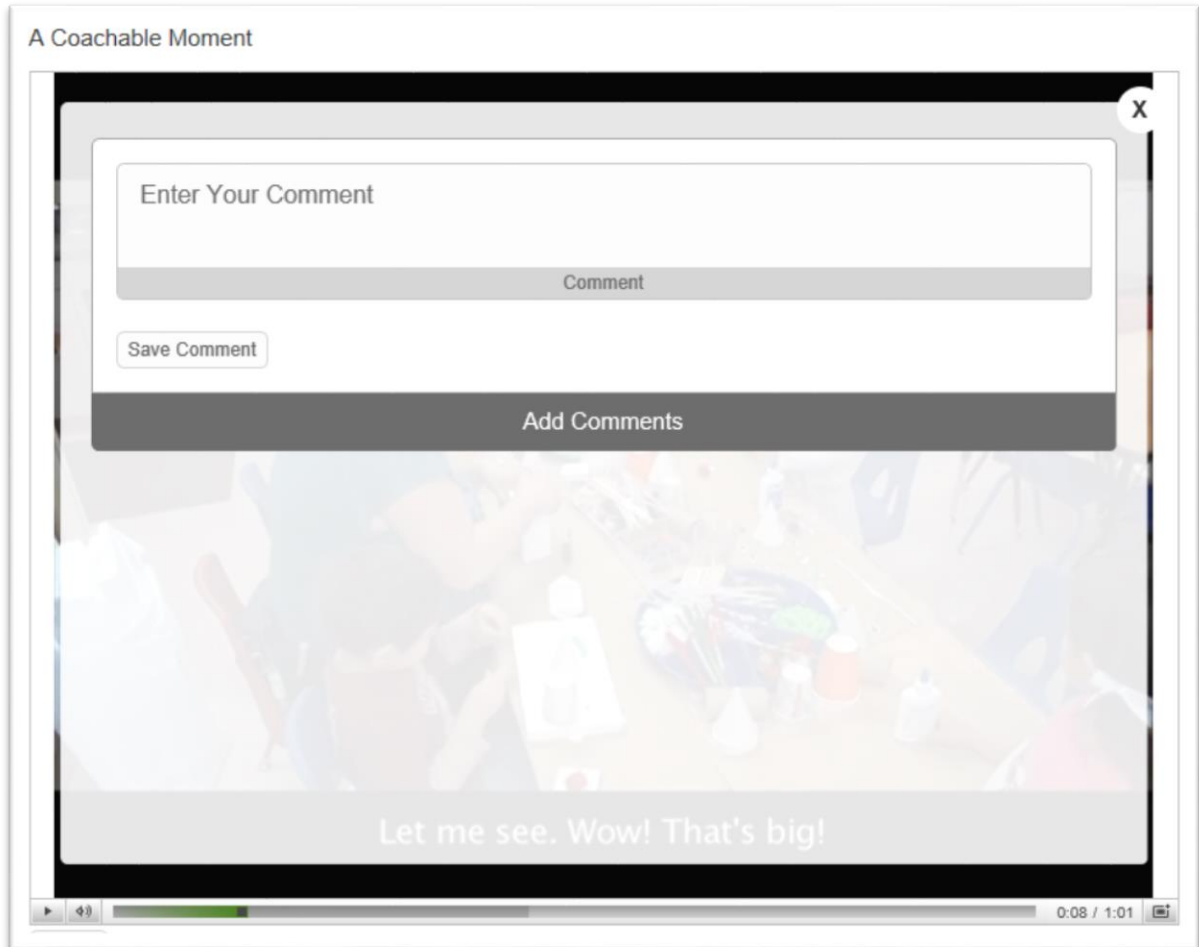 A Coachable Moment
X
Enter Your Comment
Comment
Save Comment
Add Comments
Let me see. Wow! That's big!
0:08 / 1:01